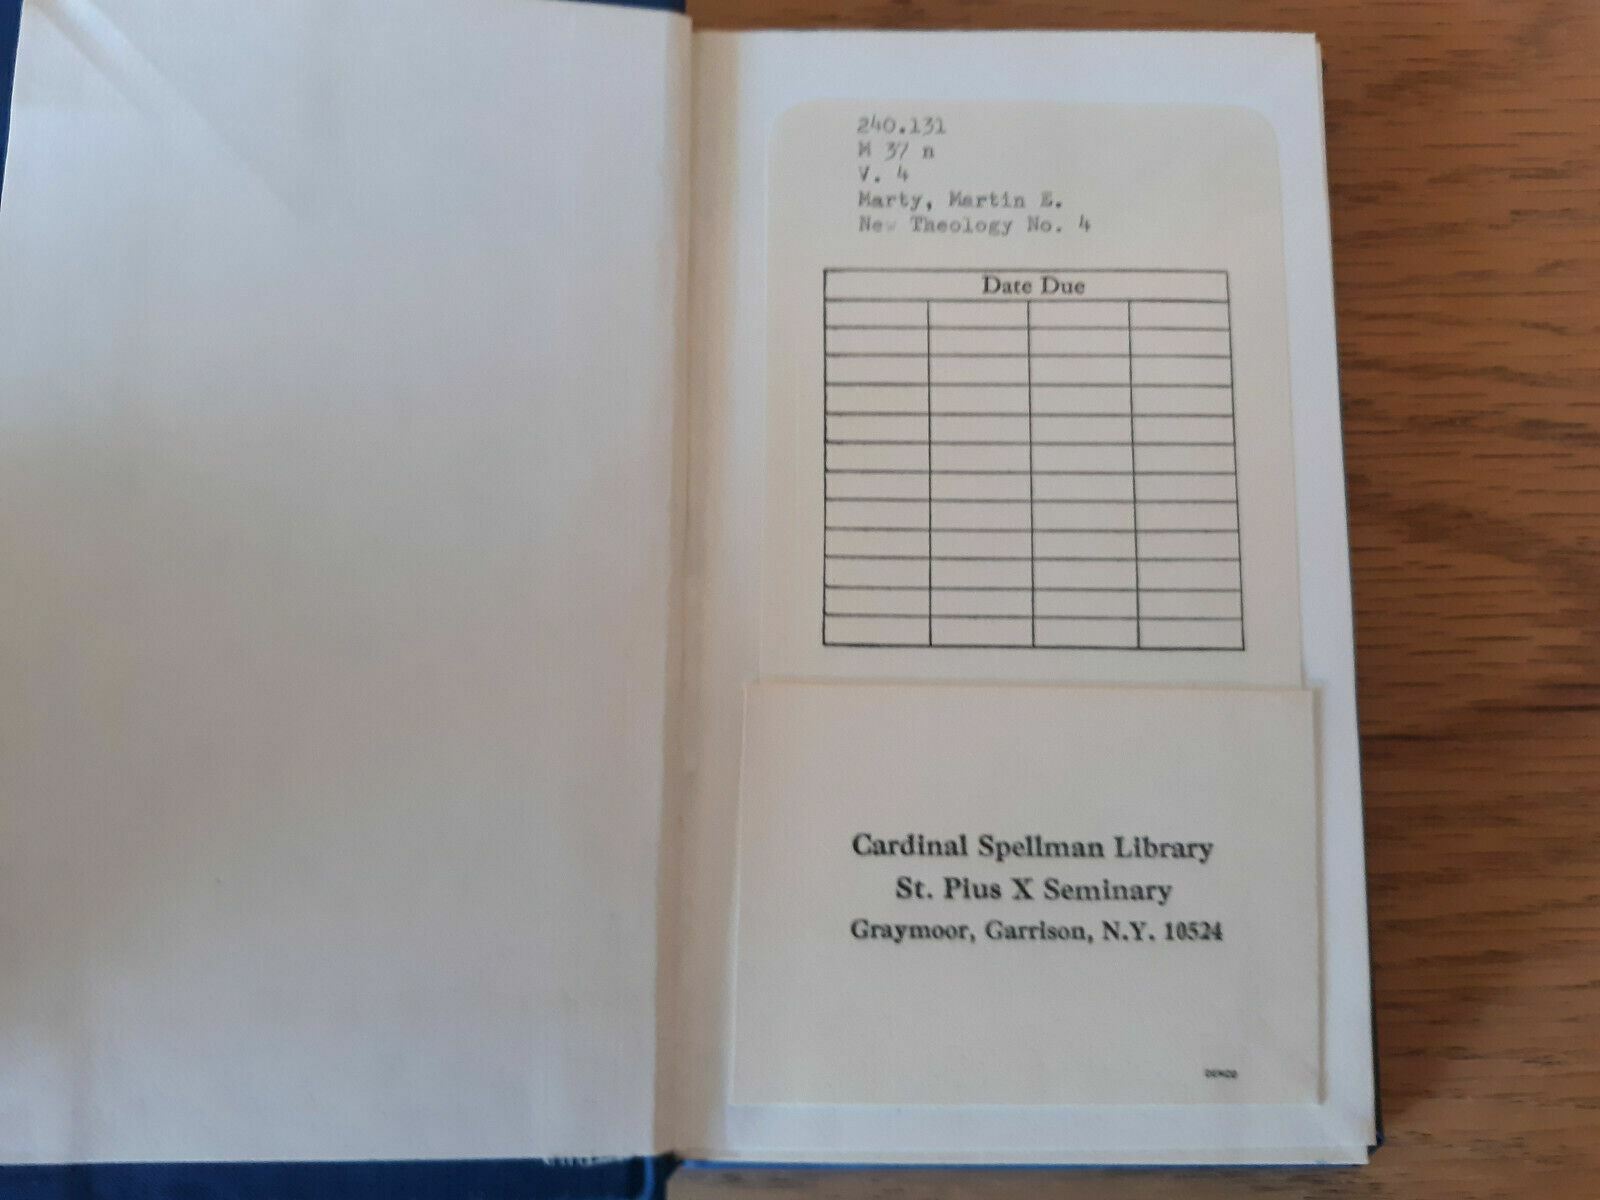 240.131
M 37 n
V. 4
Marty, Martin E.
New Theology No. 4
Date Due
Cardinal Spellman Library
St. Pius X Seminary
Graymoor, Garrison, N.Y. 10524
DEMCO